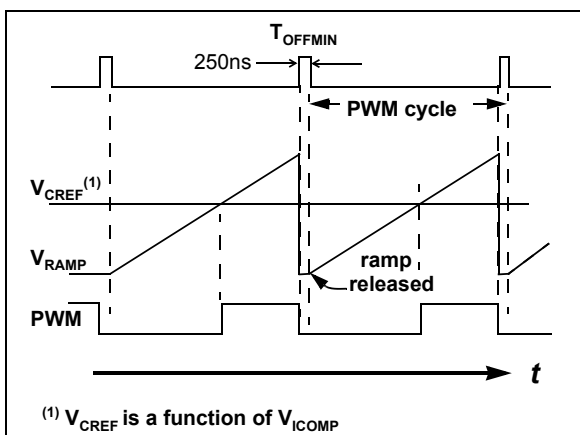 T_OFFMIN
250ns
PWM cycle
V_CREF^(1)
V_RAMP
ramp
released
PWM
t
^(1) V_CREF is a function of V_ICOMP